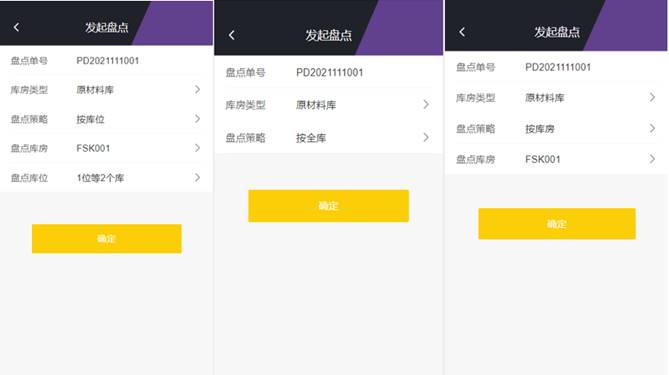 发起盘点
盘点单号 PD2021111001
库房类型 原材料库
盘点策略 按库位
盘点库房 FSK001
盘点库位 1位等2个库
确定
发起盘点
盘点单号 PD2021111001
库房类型 原材料库
盘点策略 按全库
确定
发起盘点
盘点单号 PD2021111001
库房类型 原材料库
盘点策略 按库房
盘点库房 FSK001
确定